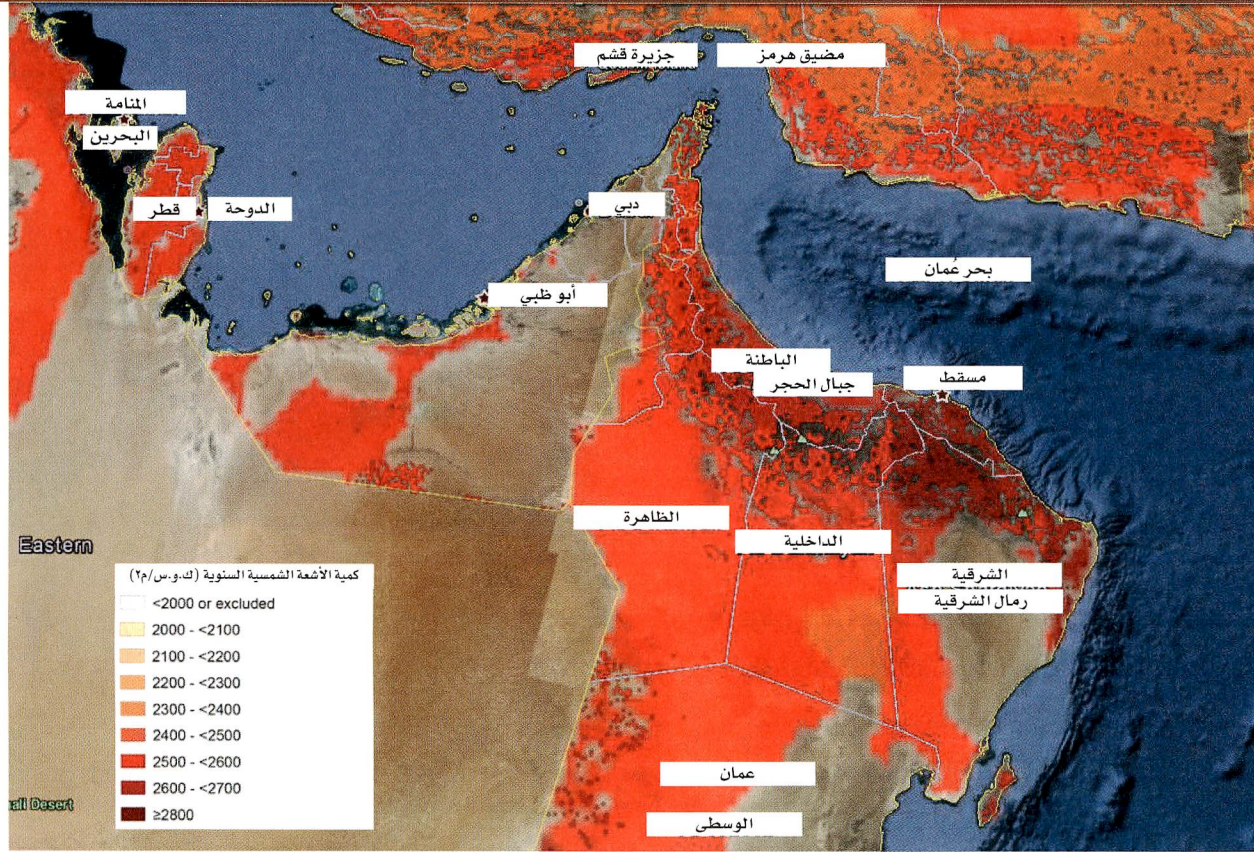 جزيرة قشم
مضيق هرمز
المنامة
البحرين
قطر
الدوحة
دبي
بحر عُمان
أبو ظبي
الباطنة
جبال الحجر
مسقط
الظاهرة
الداخلية
Eastern
الشرقية
رمال الشرقية
كمية الأشعة الشمسية السنوية (ك.و.س/م٢)
<2000 or excluded
2000 - <2100
2100 - <2200
2200 - <2300
2300 - <2400
2400 - <2500
2500 - <2600
2600 - <2700
≥2800
عمان
الوسطى
Desert